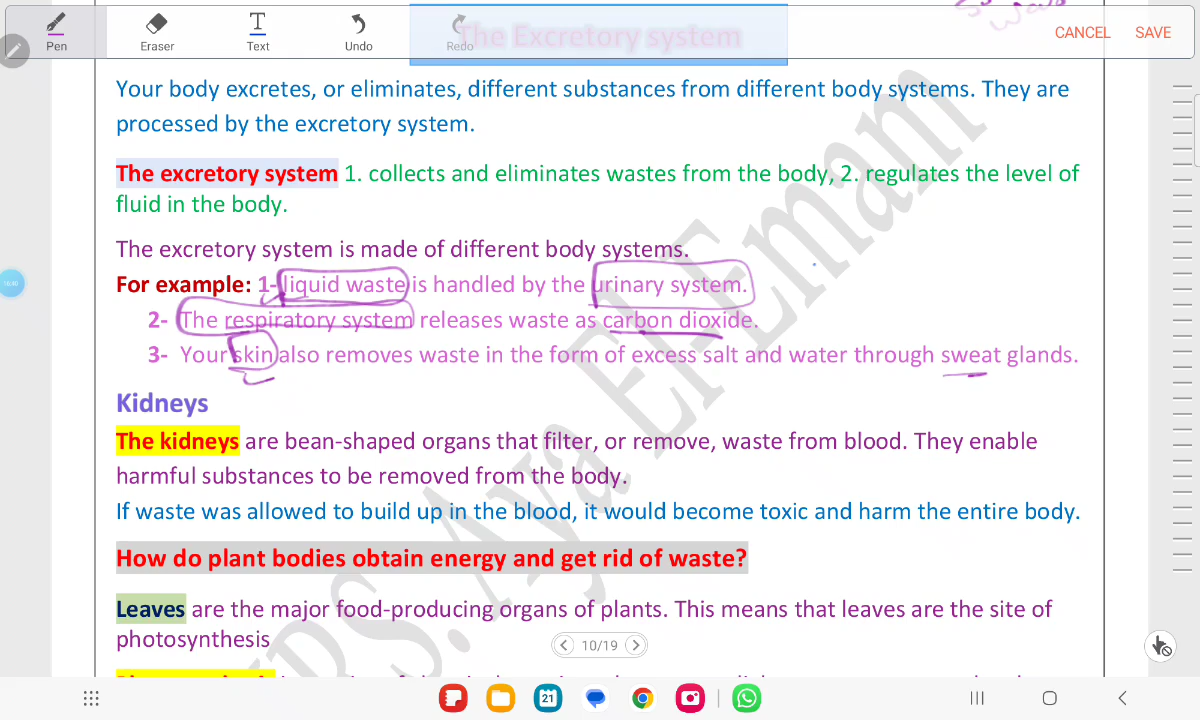 Pen
Eraser
Text
Undo
Redo
The Excretory system
CANCEL
SAVE
Your body excretes, or eliminates, different substances from different body systems. They are
processed by the excretory system.
The excretory system 1. collects and eliminates wastes from the body, 2. regulates the level of
fluid in the body.
The excretory system is made of different body systems.
For example: 1- liquid waste is handled by the urinary system.
2- The respiratory system releases waste as carbon dioxide.
3- Your skin also removes waste in the form of excess salt and water through sweat glands.
Kidneys
The kidneys are bean-shaped organs that filter, or remove, waste from blood. They enable
harmful substances to be removed from the body.
If waste was allowed to build up in the blood, it would become toxic and harm the entire body.
How do plant bodies obtain energy and get rid of waste?
Leaves are the major food-producing organs of plants. This means that leaves are the site of
photosynthesis
10/19
21
RS. Aya El-Emam